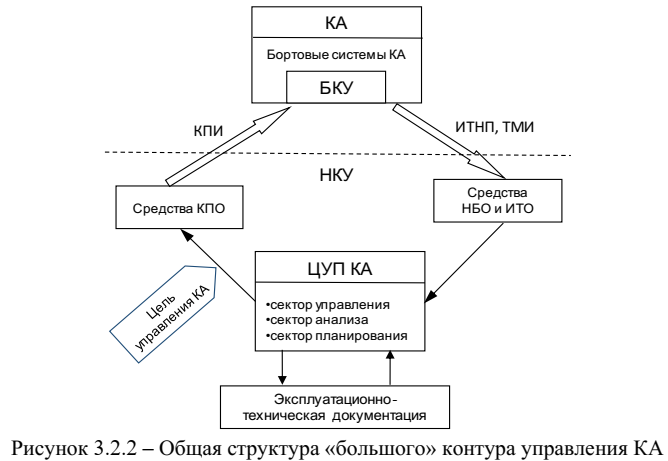 КА
Бортовые системы КА
БКУ
КПИ
ИТНП, ТМИ
НКУ
Средства КПО
Средства
НБО и ИТО
Цель
управления КА
ЦУП КА
•сектор управления
•сектор анализа
•сектор планирования
Эксплуатационно-
техническая документация
Рисунок 3.2.2 – Общая структура «большого» контура управления КА